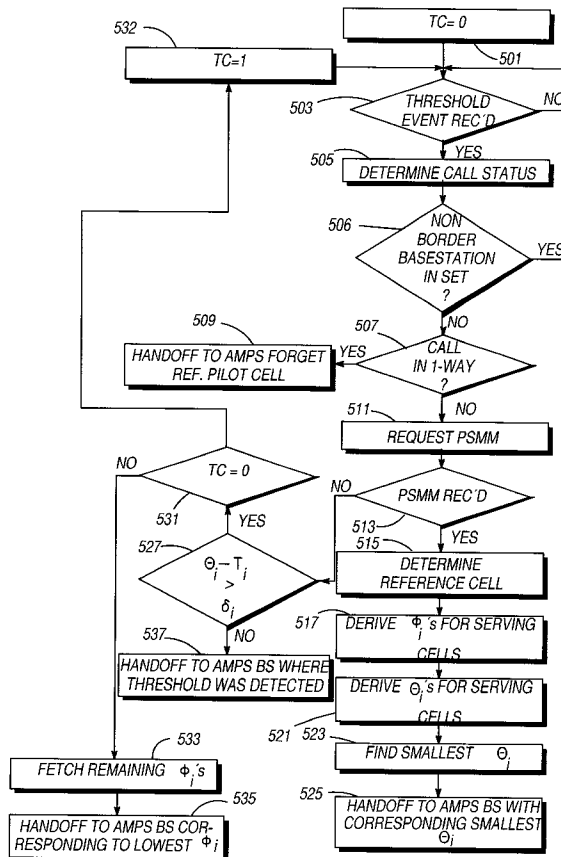 532
TC= 0
501
TC=1
503
THRESHOLD
EVENT REC'D
NO
YES
505
DETERMINE CALL STATUS
506
NON
BORDER
BASESTATION
IN SET
?
YES
NO
509
HANDOFF TO AMPS FORGET
REF. PILOT CELL
YES
507
CALL
IN 1-WAY
?
NO
511
REQUEST PSMM
NO
TC = 0
531
YES
NO
PSMM REC'D
513
YES
515
DETERMINE
REFERENCE CELL
527
Θi – Ti
>
δi
NO
517
DERIVE ϕi's FOR SERVING
CELLS
537
HANDOFF TO AMPS BS WHERE
THRESHOLD WAS DETECTED
DERIVE Θi's FOR SERVING
CELLS
521
523
FIND SMALLEST Θi
533
FETCH REMAINING ϕi's
525
HANDOFF TO AMPS BS WITH
CORRESPONDING SMALLEST
Θi
535
HANDOFF TO AMPS BS COR-
RESPONDING TO LOWEST ϕi